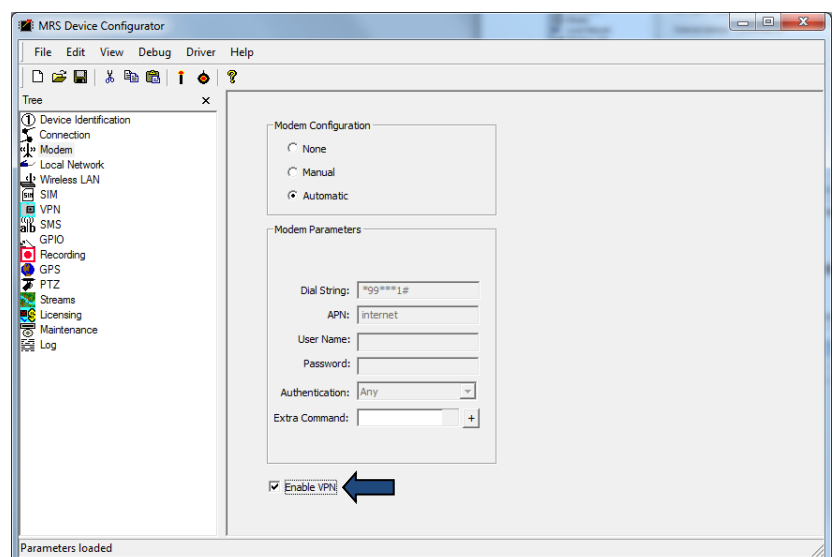 MRS Device Configurator
File Edit View Debug Driver Help
Tree
Device Identification
Connection
Modem
Local Network
Wireless LAN
SIM
VPN
SMS
GPIO
Recording
GPS
PTZ
Streams
Licensing
Maintenance
Log
Modem Configuration
None
Manual
Automatic
Modem Parameters
Dial String: *99***1#
APN: internet
User Name:
Password:
Authentication: Any
Extra Command: +
Enable VPN
Parameters loaded